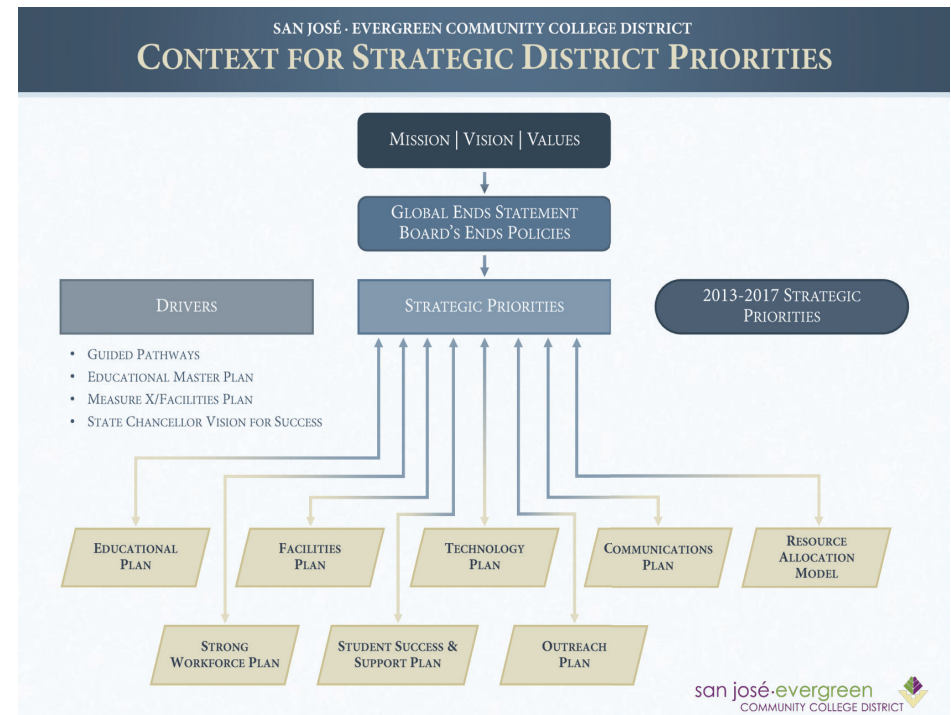 SAN JOSÉ · EVERGREEN COMMUNITY COLLEGE DISTRICT
CONTEXT FOR STRATEGIC DISTRICT PRIORITIES
MISSION | VISION | VALUES
GLOBAL ENDS STATEMENT
BOARD'S ENDS POLICIES
DRIVERS
STRATEGIC PRIORITIES
2013-2017 STRATEGIC
PRIORITIES
• GUIDED PATHWAYS
• EDUCATIONAL MASTER PLAN
• MEASURE X/FACILITIES PLAN
• STATE CHANCELLOR VISION FOR SUCCESS
EDUCATIONAL
PLAN
FACILITIES
PLAN
TECHNOLOGY
PLAN
COMMUNICATIONS
PLAN
RESOURCE
ALLOCATION
MODEL
STRONG
WORKFORCE PLAN
STUDENT SUCCESS &
SUPPORT PLAN
OUTREACH
PLAN
san josé·evergreen
COMMUNITY COLLEGE DISTRICT